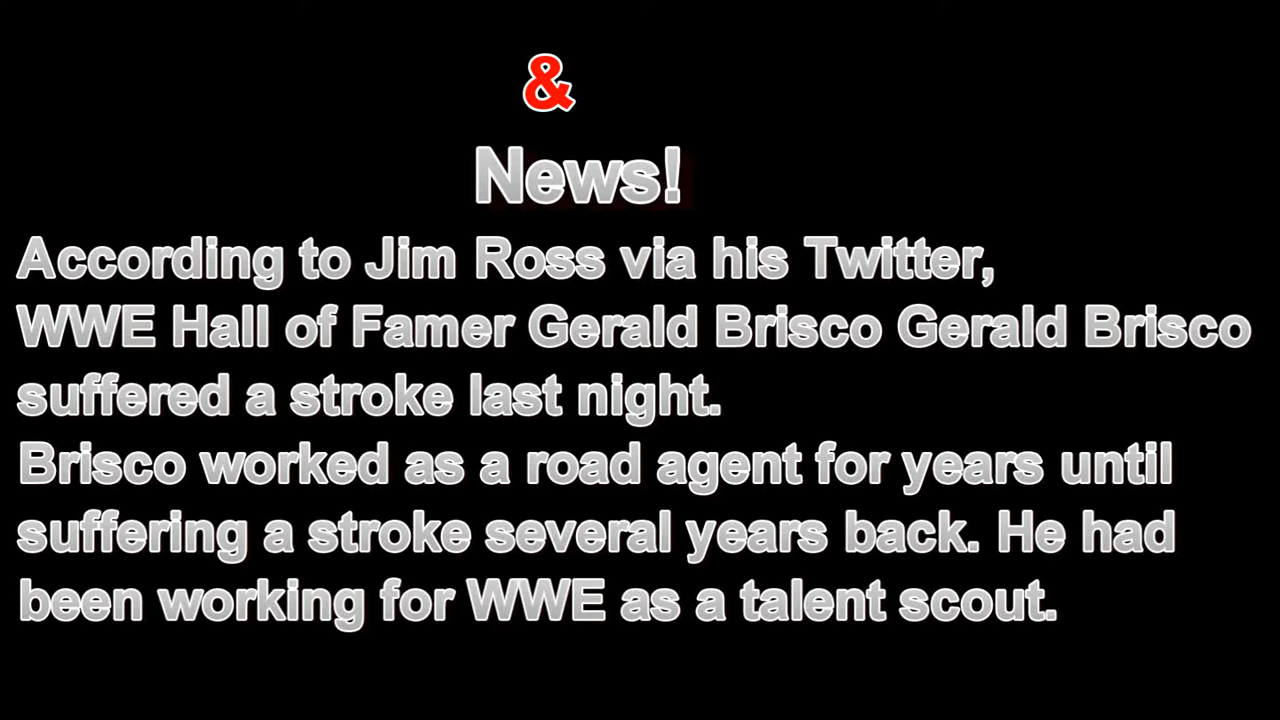 &
News!
According to Jim Ross via his Twitter,
WWE Hall of Famer Gerald Brisco Gerald Brisco
suffered a stroke last night.
Brisco worked as a road agent for years until
suffering a stroke several years back. He had
been working for WWE as a talent scout.